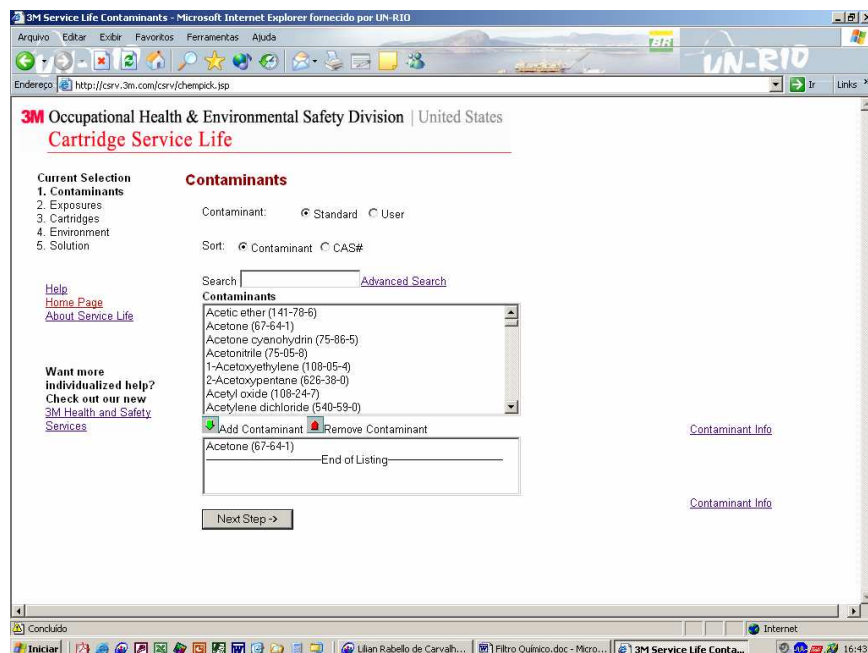 3M Service Life Contaminants - Microsoft Internet Explorer fornecido por UN-RIO
Arquivo Editar Exibir Favoritos Ferramentas Ajuda
BR
UN-RIO
Endereço http://csrv.3m.com/csrv/chempick.jsp Ir Links
3M Occupational Health & Environmental Safety Division | United States
Cartridge Service Life
Current Selection
1. Contaminants
2. Exposures
3. Cartridges
4. Environment
5. Solution
Help
Home Page
About Service Life
Want more
individualized help?
Check out our new
3M Health and Safety
Services
Contaminants
Contaminant: Standard User
Sort: Contaminant CAS#
Search Advanced Search
Contaminants
Acetic ether (141-78-6)
Acetone (67-64-1)
Acetone cyanohydrin (75-86-5)
Acetonitrile (75-05-8)
1-Acetoxyethylene (108-05-4)
2-Acetoxypentane (626-38-0)
Acetyl oxide (108-24-7)
Acetylene dichloride (540-59-0)
Add Contaminant Remove Contaminant
Contaminant Info
Acetone (67-64-1)
End of Listing
Contaminant Info
Next Step ->
Concluído Internet
Iniciar Lilian Rabello de Carvalh... Filtro Químico.doc - Micro... 3M Service Life Conta...